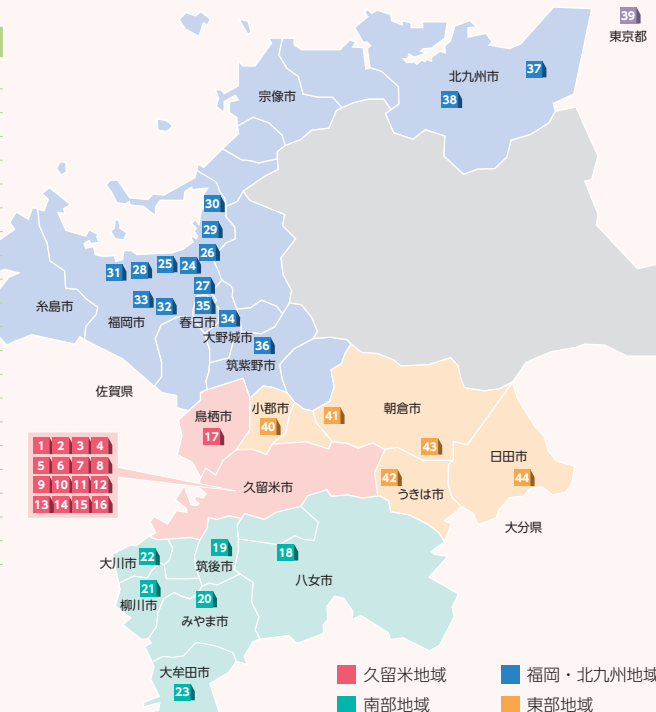 39
東京都
37
北九州市
38
宗像市
30
29
26
25
24
28
31
27
33
32
35
34
糸島市
福岡市
春日市
大野城市
36
筑紫野市
佐賀県
鳥栖市
17
小郡市
40
41
朝倉市
43
日田市
44
42
うきは市
大分県
1 2 3 4
5 6 7 8
9 10 11 12
13 14 15 16
久留米市
大川市
22
19
筑後市
18
八女市
21
柳川市
20
みやま市
大牟田市
23
久留米地域
福岡・北九州地域
南部地域
東部地域